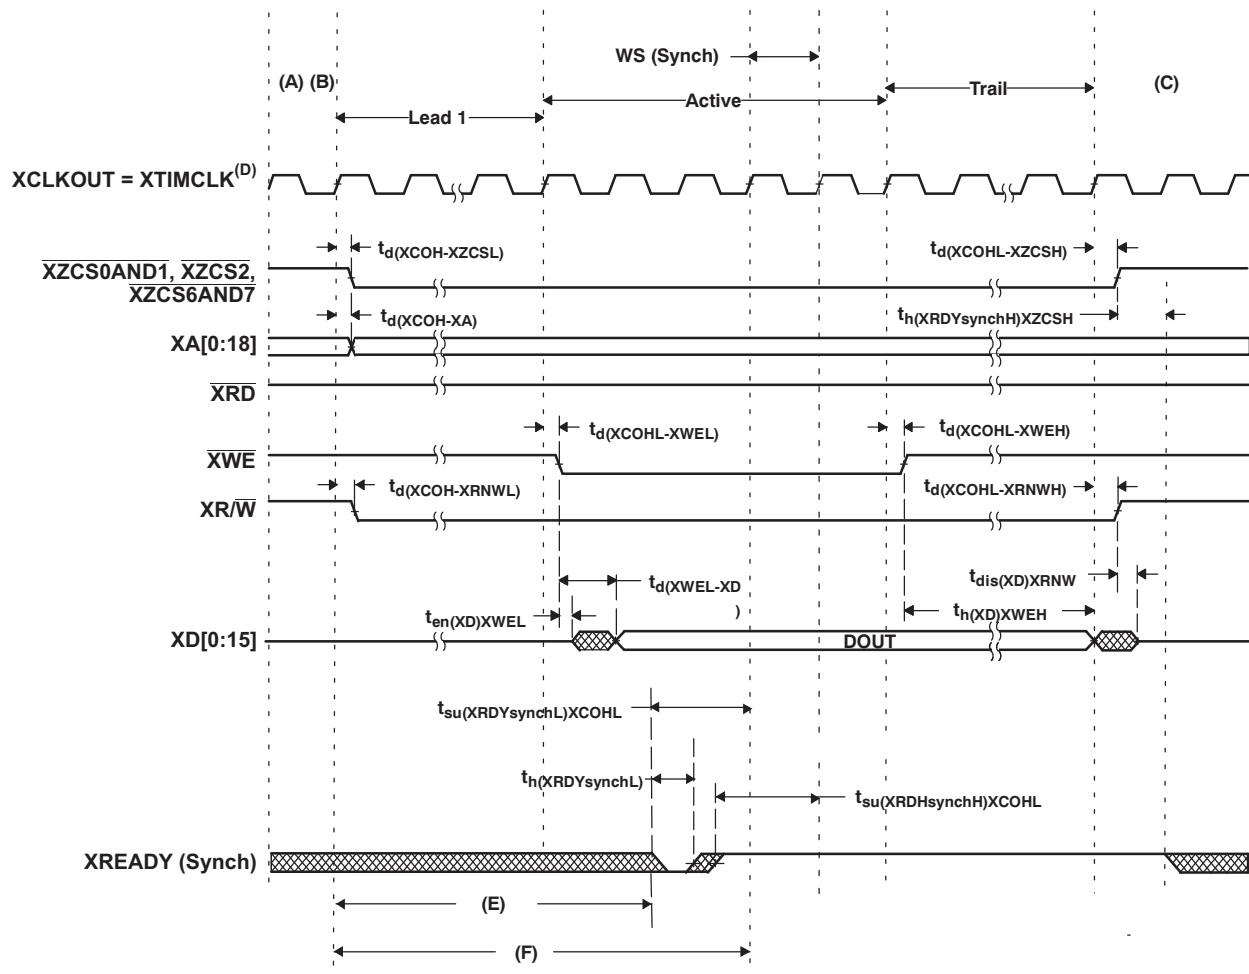 WS (Synch)
(A) (B)
Active
Trail
(C)
Lead 1
XCLKOUT = XTIMCLK(D)
td(XCOH-XZCSL)
td(XCOHL-XZCSH)
XZCS0AND1, XZCS2,
XZCS6AND7
td(XCOH-XA)
th(XRDYsynchH)XZCSH
XA[0:18]
XRD
td(XCOHL-XWEL)
td(XCOHL-XWEH)
XWE
td(XCOH-XRNWL)
td(XCOHL-XRNWH)
XR/W
td(XWEL-XD
)
tdis(XD)XRNW
ten(XD)XWEL
th(XD)XWEH
XD[0:15]
DOUT
tsu(XRDYsynchL)XCOHL
th(XRDYsynchL)
tsu(XRDHsynchH)XCOHL
XREADY (Synch)
(E)
(F)